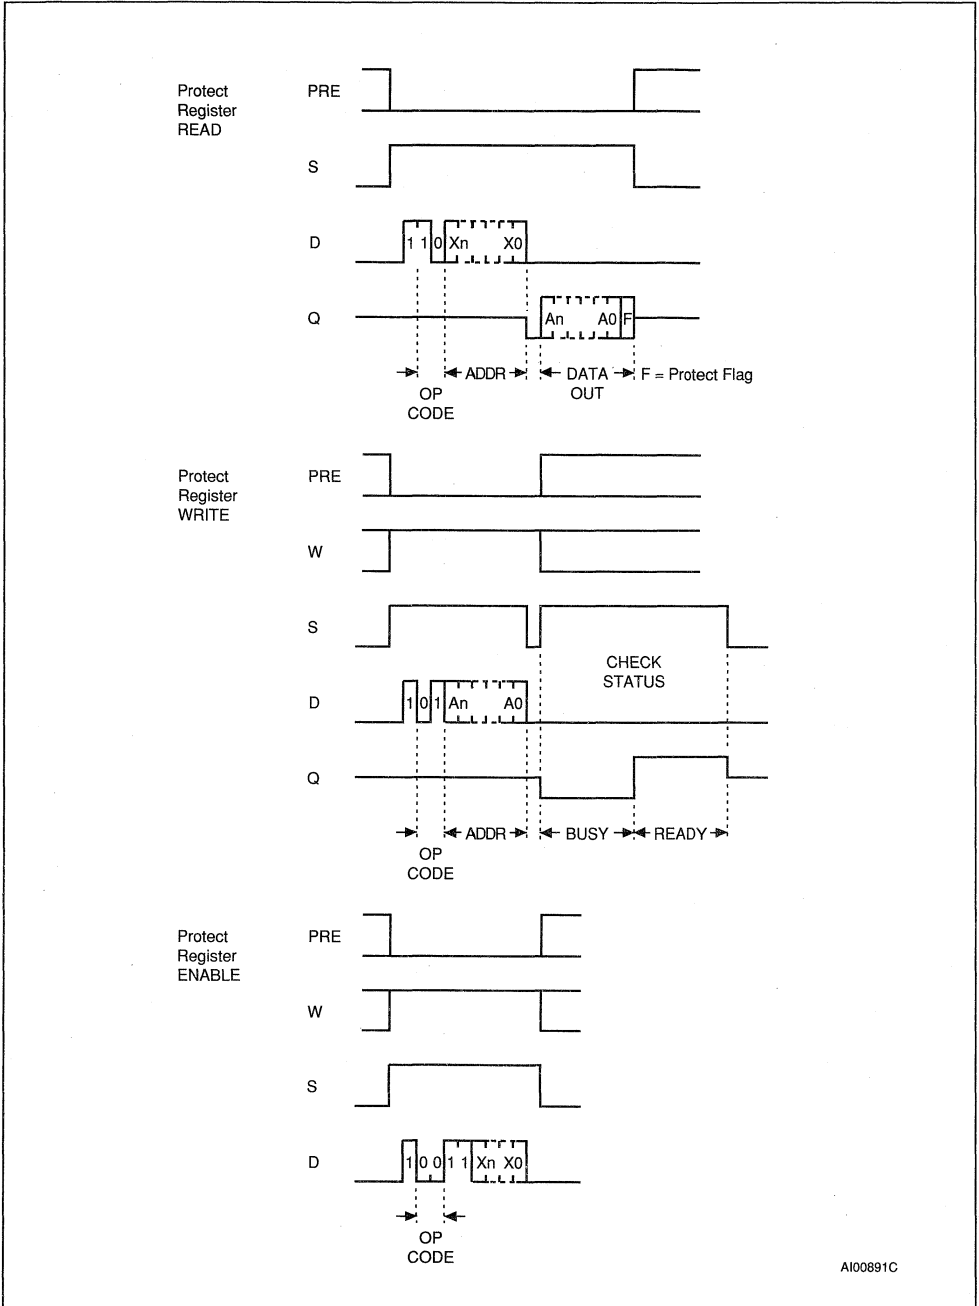 Protect
Register
READ
PRE
S
D
1 1 0 Xn X0
Q
An A0 F
ADDR DATA OUT F = Protect Flag
OP
CODE
Protect
Register
WRITE
PRE
W
S
CHECK
STATUS
D
1 0 1 An A0
Q
ADDR BUSY READY
OP
CODE
Protect
Register
ENABLE
PRE
W
S
D
1 0 0 1 1 Xn X0
OP
CODE
AI00891C